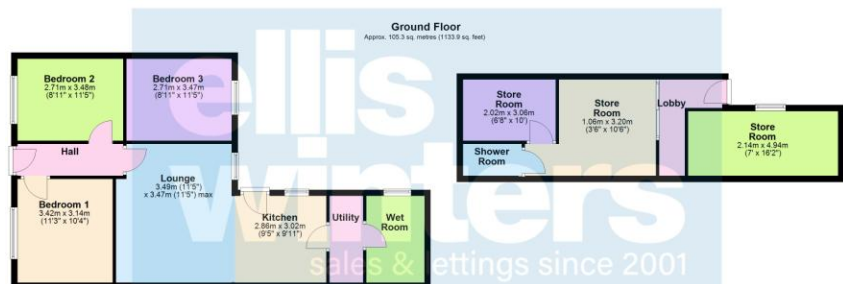 Ground Floor
Approx. 105.3 sq. metres (1133.9 sq. feet)
Bedroom 2
2.71m x 3.48m
(8'11" x 11'5")
Bedroom 3
2.71m x 3.47m
(8'11" x 11'5")
Hall
Lounge
3.49m (11'5")
x 3.47m (11'5") max
Bedroom 1
3.42m x 3.14m
(11'3" x 10'4")
Kitchen
2.86m x 3.02m
(9'5" x 9'11")
Utility
Wet
Room
Store
Room
2.02m x 3.06m
(6'8" x 10')
Shower
Room
Store
Room
1.06m x 3.20m
(3'6" x 10'6")
Lobby
Store
Room
2.14m x 4.94m
(7' x 16'2")
ellis
winters
sales & lettings since 2001